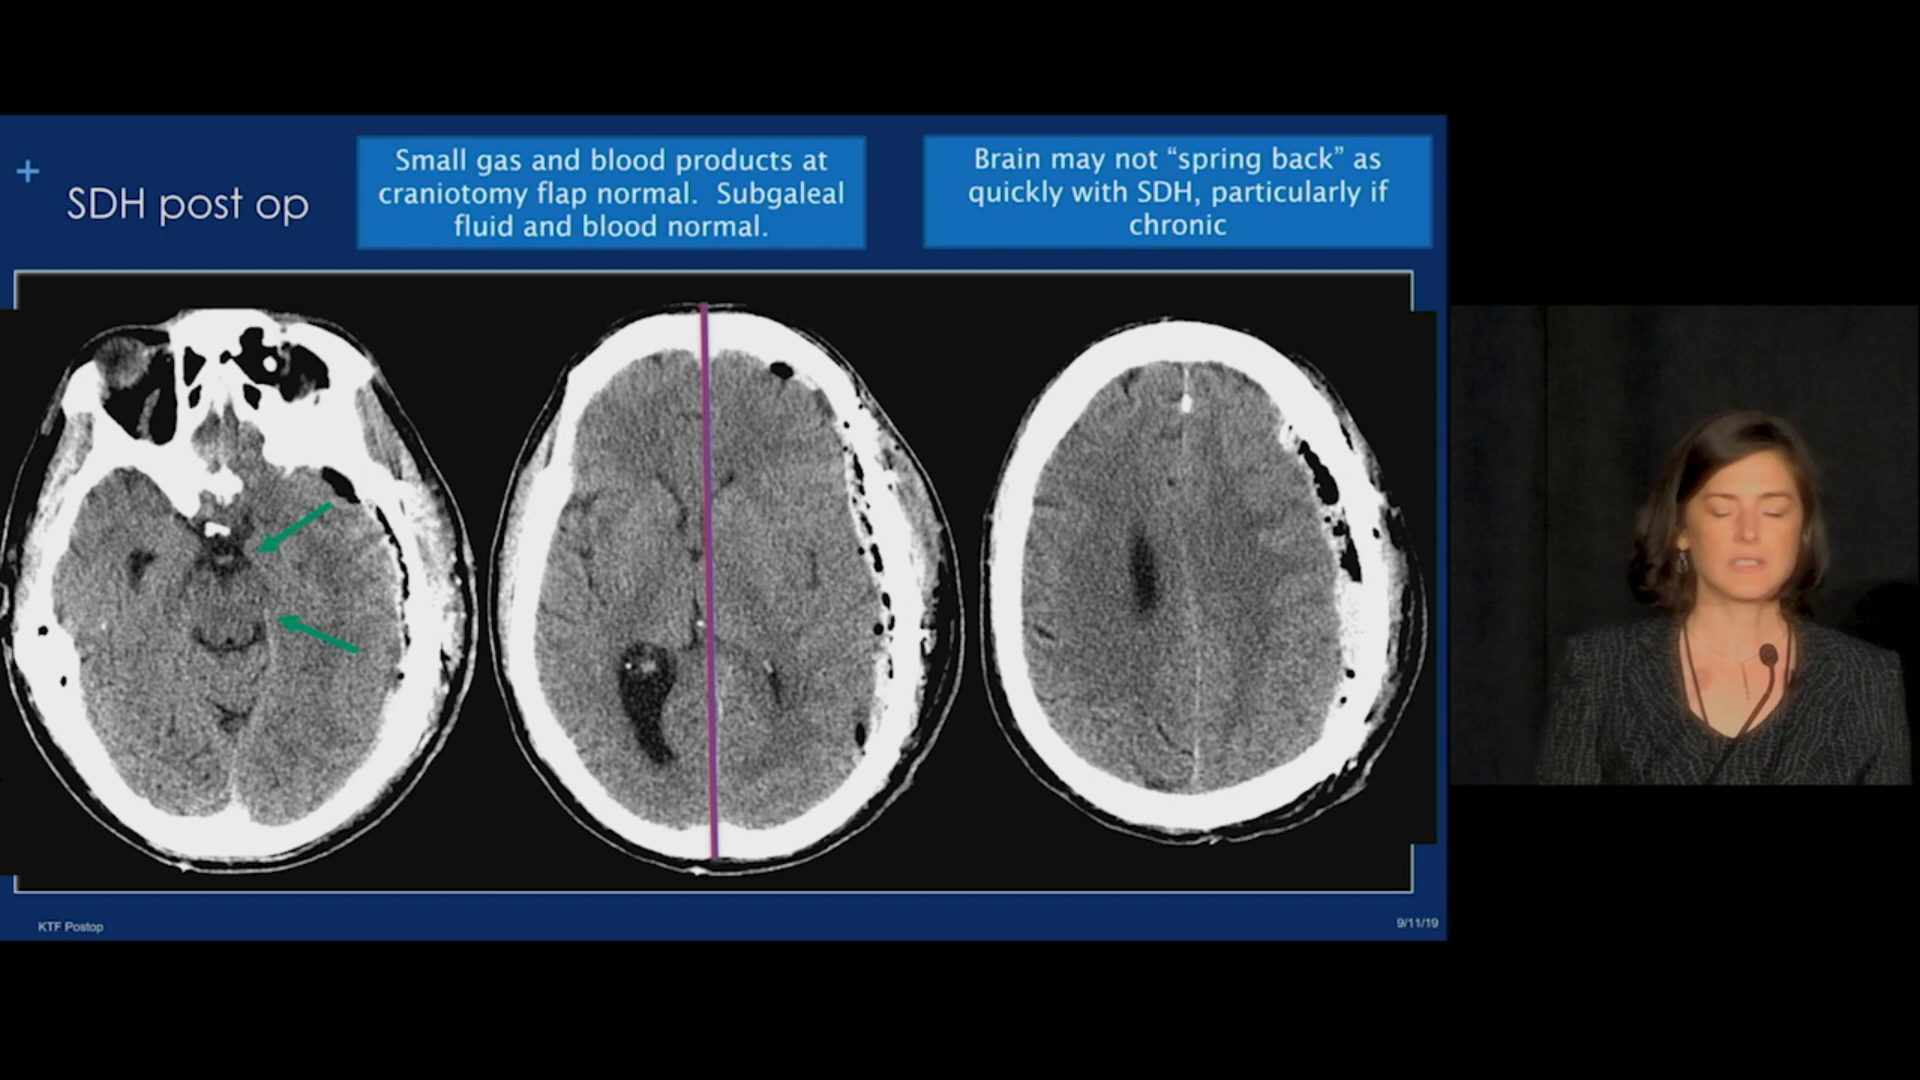 +
SDH post op
Small gas and blood products at
craniotomy flap normal. Subgaleal
fluid and blood normal.
Brain may not “spring back” as
quickly with SDH, particularly if
chronic
KTF Postop
9/11/19